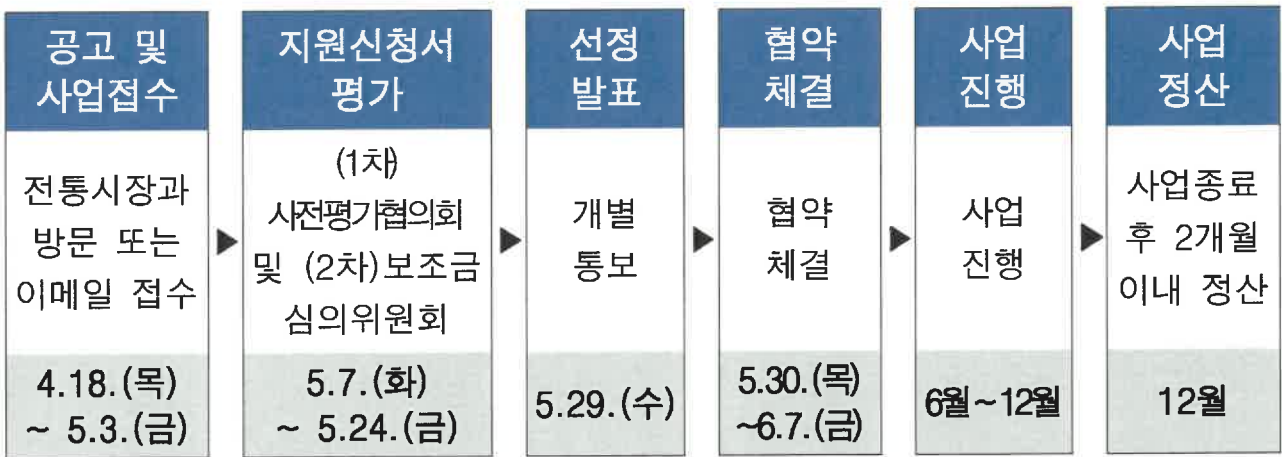 공고 및
사업접수
전통시장과
방문 또는
이메일 접수
4.18.(목)
~ 5.3.(금)
지원신청서
평가
(1차)
사전평가협의회
및 (2차)보조금
심의위원회
5.7.(화)
~ 5.24.(금)
선정
발표
개별
통보
5.29.(수)
협약
체결
협약
체결
5.30.(목)
~6.7.(금)
사업
진행
사업
진행
6월~12월
사업
정산
사업종료
후 2개월
이내 정산
12월